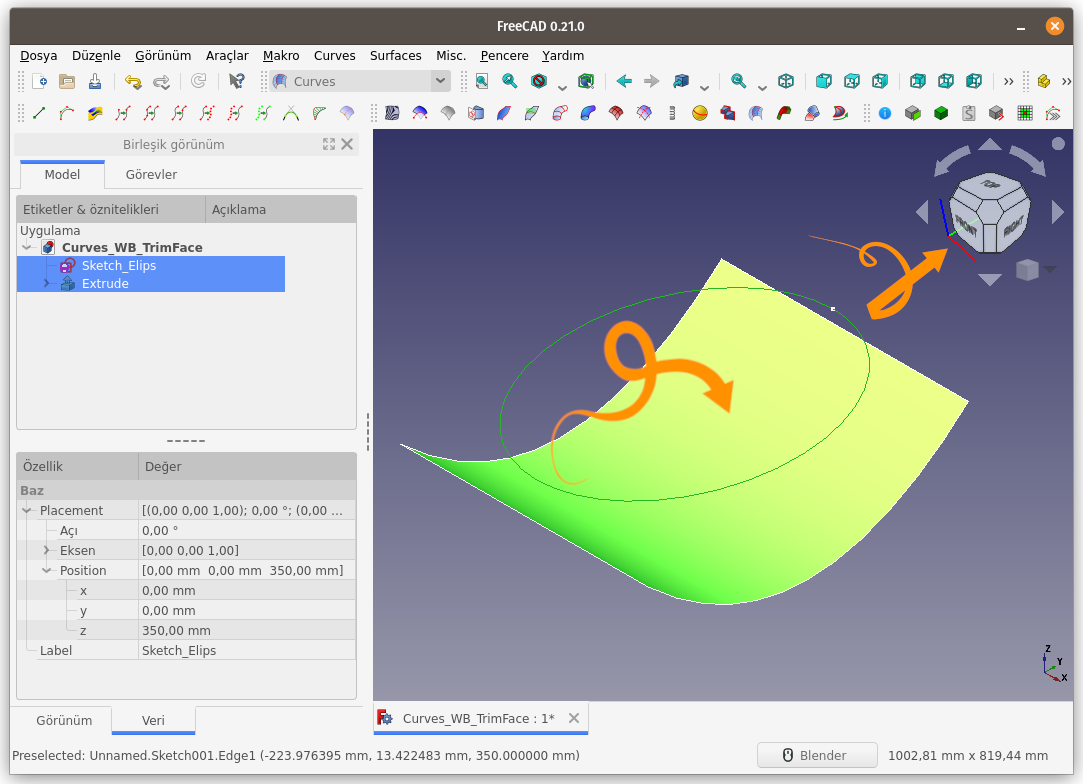 FreeCAD 0.21.0
Dosya Düzenle Görünüm Araçlar Makro Curves Surfaces Misc. Pencere Yardım
Curves
Birleşik görünüm
Model Görevler
Etiketler & öznitelikleri Açıklama
Uygulama
Curves_WB_TrimFace
Sketch_Elips
Extrude
TOP
FRONT RIGHT
Özellik Değer
Baz
Placement [(0,00 0,00 1,00); 0,00 °; (0,00 ...
Açı 0,00 °
Eksen [0,00 0,00 1,00]
Position [0,00 mm 0,00 mm 350,00 mm]
x 0,00 mm
y 0,00 mm
z 350,00 mm
Label Sketch_Elips
Z
Y
X
Görünüm Veri
Curves_WB_TrimFace : 1*
Preselected: Unnamed.Sketch001.Edge1 (-223.976395 mm, 13.422483 mm, 350.000000 mm)
Blender 1002,81 mm x 819,44 mm